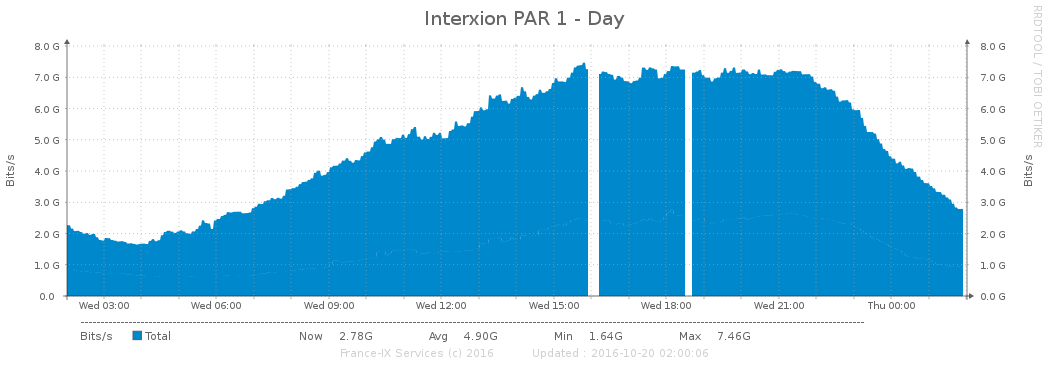 Interxion PAR 1 - Day
RRDTOOL / TOBI OETIKER
Bits/s
8.0 G
7.0 G
6.0 G
5.0 G
4.0 G
3.0 G
2.0 G
1.0 G
0.0
8.0 G
7.0 G
6.0 G
5.0 G
4.0 G
3.0 G
2.0 G
1.0 G
0.0 G
Bits/s
Wed 03:00 Wed 06:00 Wed 09:00 Wed 12:00 Wed 15:00 Wed 18:00 Wed 21:00 Thu 00:00
Bits/s Total Now 2.78G Avg 4.90G Min 1.64G Max 7.46G
France-IX Services (c) 2016 Updated : 2016-10-20 02:00:06